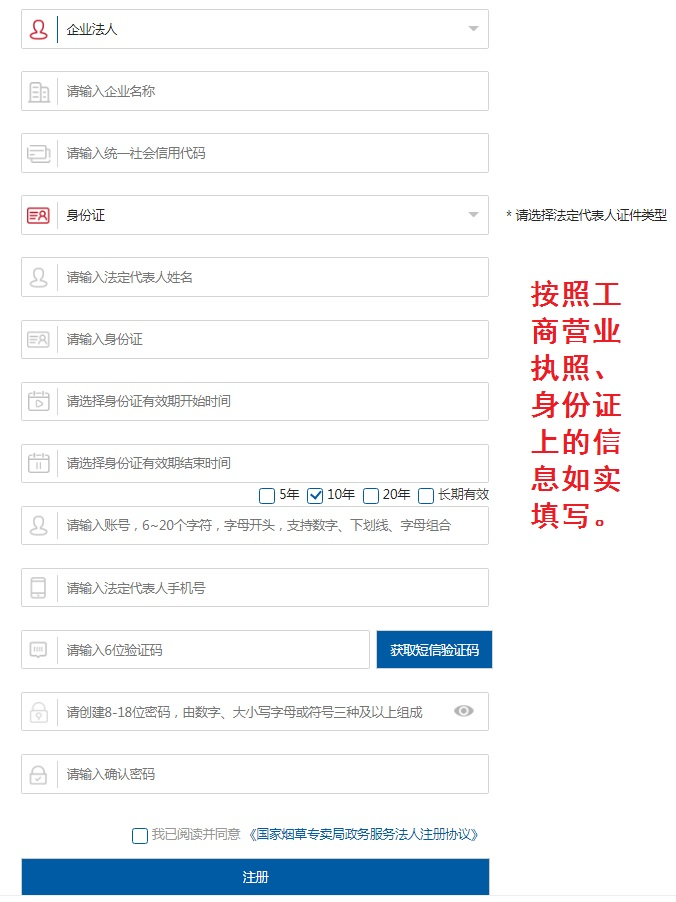 企业法人
请输入企业名称
请输入统一社会信用代码
身份证
* 请选择法定代表人证件类型
请输入法定代表人姓名
请输入身份证
请选择身份证有效期开始时间
请选择身份证有效期结束时间
5年 10年 20年 长期有效
请输入账号，6~20个字符，字母开头，支持数字、下划线、字母组合
请输入法定代表人手机号
请输入6位验证码
获取短信验证码
请创建8-18位密码，由数字、大小写字母或符号三种及以上组成
请输入确认密码
我已阅读并同意 《国家烟草专卖局政务服务法人注册协议》
注册
按照工
商营业
执照、
身份证
上的信
息如实
填写。